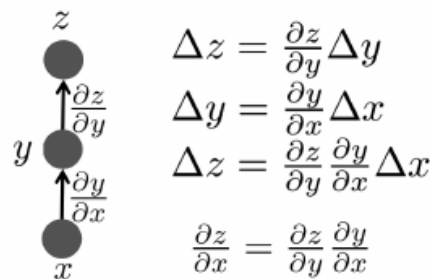 z
∂z/∂y
y
∂y/∂x
x
Δz = ∂z/∂y Δy
Δy = ∂y/∂x Δx
Δz = ∂z/∂y ∂y/∂x Δx
∂z/∂x = ∂z/∂y ∂y/∂x